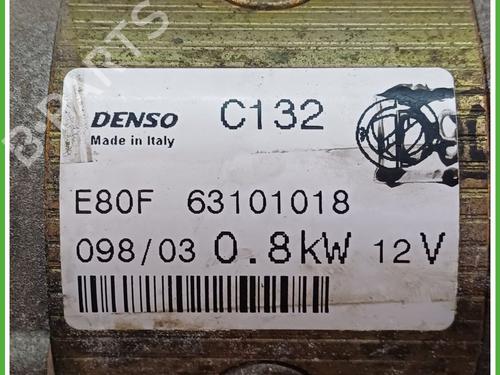 DENSO C132
Made in Italy
E80F 63101018
098/03 0.8kW 12V